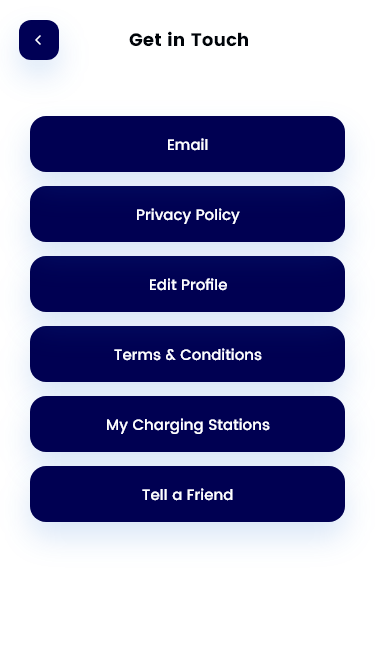 Get in Touch
Email
Privacy Policy
Edit Profile
Terms & Conditions
My Charging Stations
Tell a Friend